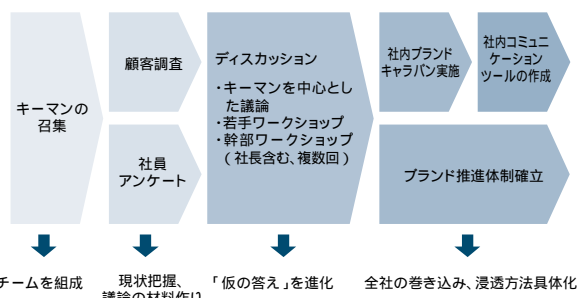 キーマンの
召集
顧客調査
社員
アンケート
ディスカッション
・キーマンを中心とし
た議論
・若手ワークショップ
・幹部ワークショップ
(社長含む、複数回)
社内ブランド
キャラバン実施
社内コミュニ
ケーション
ツールの作成
ブランド推進体制確立
チームを組成
現状把握、
議論の材料作り
「仮の答え」を進化
全社の巻き込み、浸透方法具体化